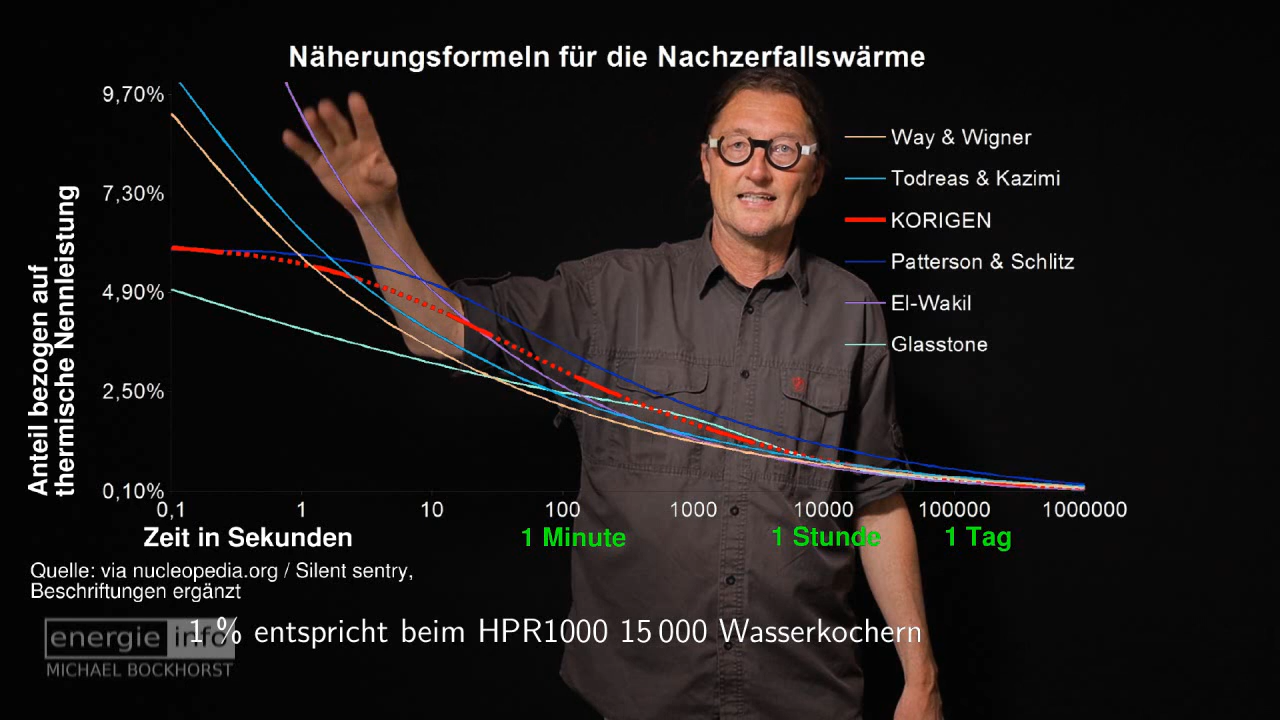 Näherungsformeln für die Nachzerfallswärme
Anteil bezogen auf
thermische Nennleistung
9,70%
7,30%
4,90%
2,50%
0,10%
Way & Wigner
Todreas & Kazimi
KORIGEN
Patterson & Schlitz
El-Wakil
Glasstone
0,1 1 10 100 1000 10000 100000 1000000
Zeit in Sekunden 1 Minute 1 Stunde 1 Tag
Quelle: via nucleopedia.org / Silent sentry,
Beschriftungen ergänzt
1 % entspricht beim HPR1000 15 000 Wasserkochern
energie info
MICHAEL BOCKHORST